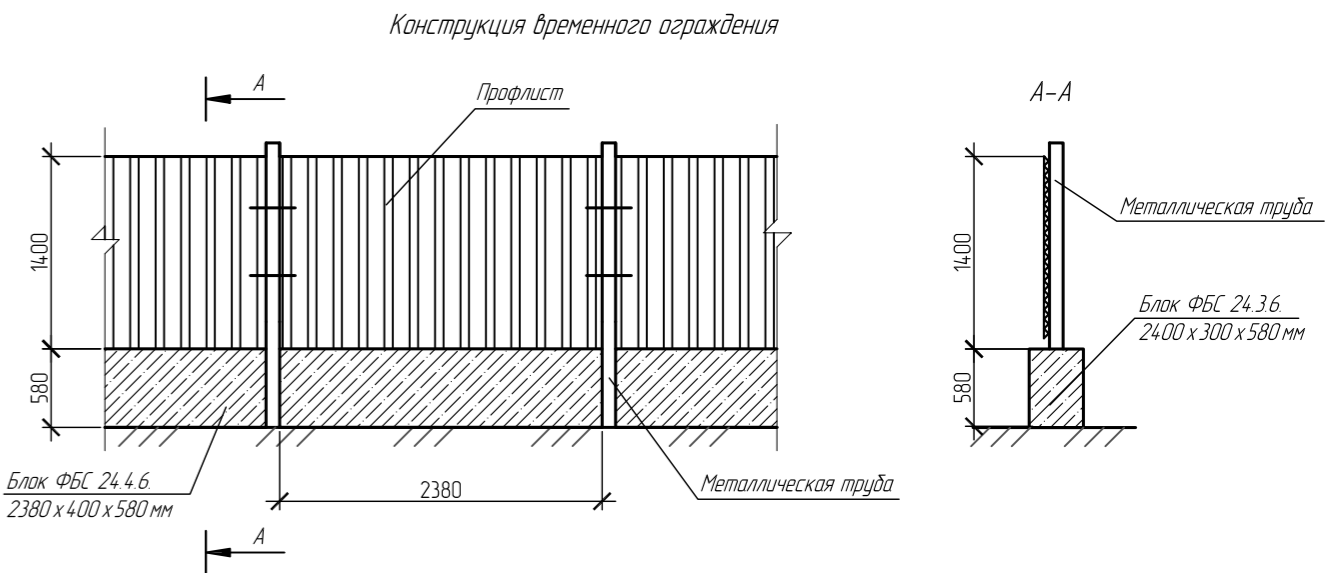 Конструкция временного ограждения
А
Профлист
А-А
Металлическая труба
1400
1400
Блок ФБС 24.3.6.
2400 х 300 х 580 мм
580
580
Блок ФБС 24.4.6.
2380 х 400 х 580 мм
2380
Металлическая труба
А